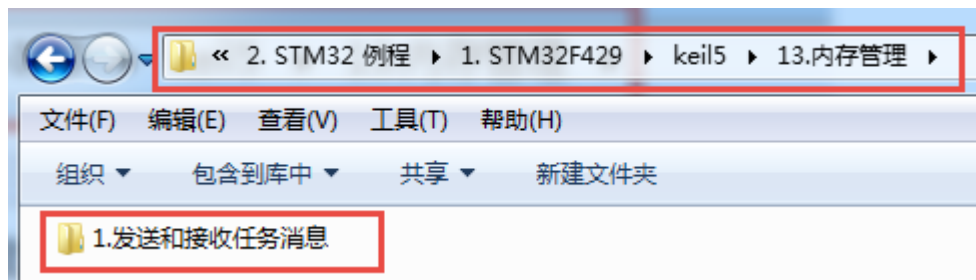 « 2. STM32 例程 ▶ 1. STM32F429 ▶ keil5 ▶ 13.内存管理 ▶
文件(F) 编辑(E) 查看(V) 工具(T) 帮助(H)
组织 ▼ 包含到库中 ▼ 共享 ▼ 新建文件夹
1.发送和接收任务消息